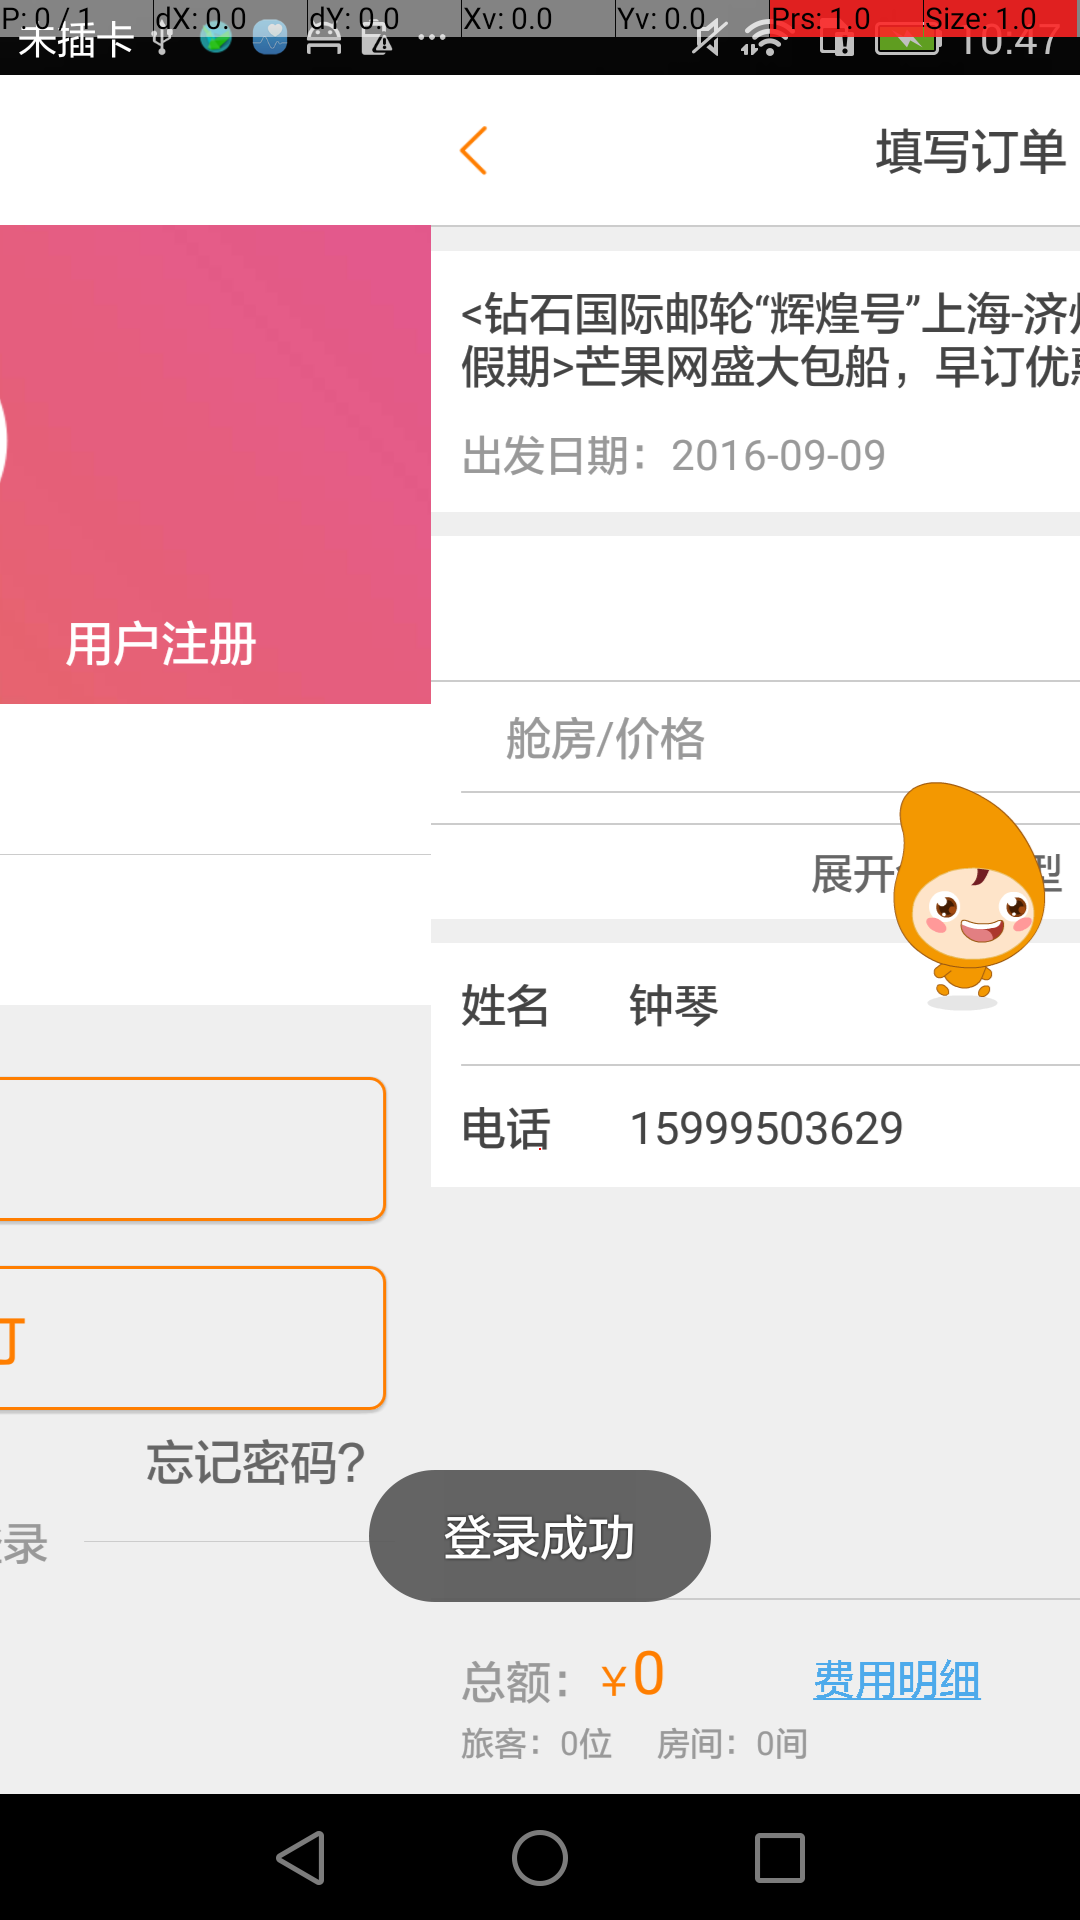 P: 0 / 1 dX: 0.0 dY: 0.0 Xv: 0.0 Yv: 0.0 Prs: 1.0 Size: 1.0
未插卡 10:47
填写订单
<钻石国际邮轮“辉煌号”上海-济
假期>芒果网盛大包船，早订优
出发日期：2016-09-09
用户注册
舱房/价格
展开 型
姓名 钟琴
电话 15999503629
订
忘记密码?
录
登录成功
总额：¥0 费用明细
旅客：0位 房间：0间